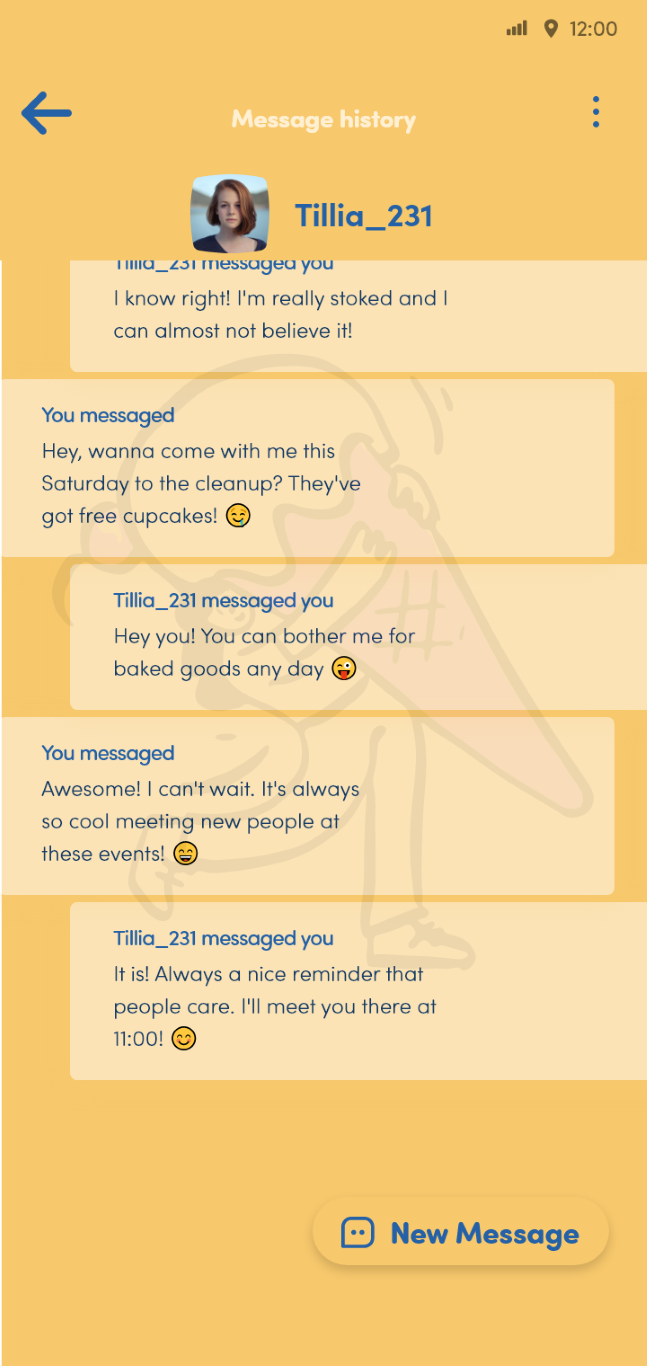 12:00
Message history
Tillia_231
Tillia_231 messaged you
I know right! I'm really stoked and I
can almost not believe it!
You messaged
Hey, wanna come with me this
Saturday to the cleanup? They've
got free cupcakes! 🤤
Tillia_231 messaged you
Hey you! You can bother me for
baked goods any day 🤪
You messaged
Awesome! I can't wait. It's always
so cool meeting new people at
these events! 😄
Tillia_231 messaged you
It is! Always a nice reminder that
people care. I'll meet you there at
11:00! 😊
New Message